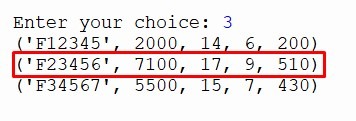 Enter your choice: 3
('F12345', 2000, 14, 6, 200)
('F23456', 7100, 17, 9, 510)
('F34567', 5500, 15, 7, 430)